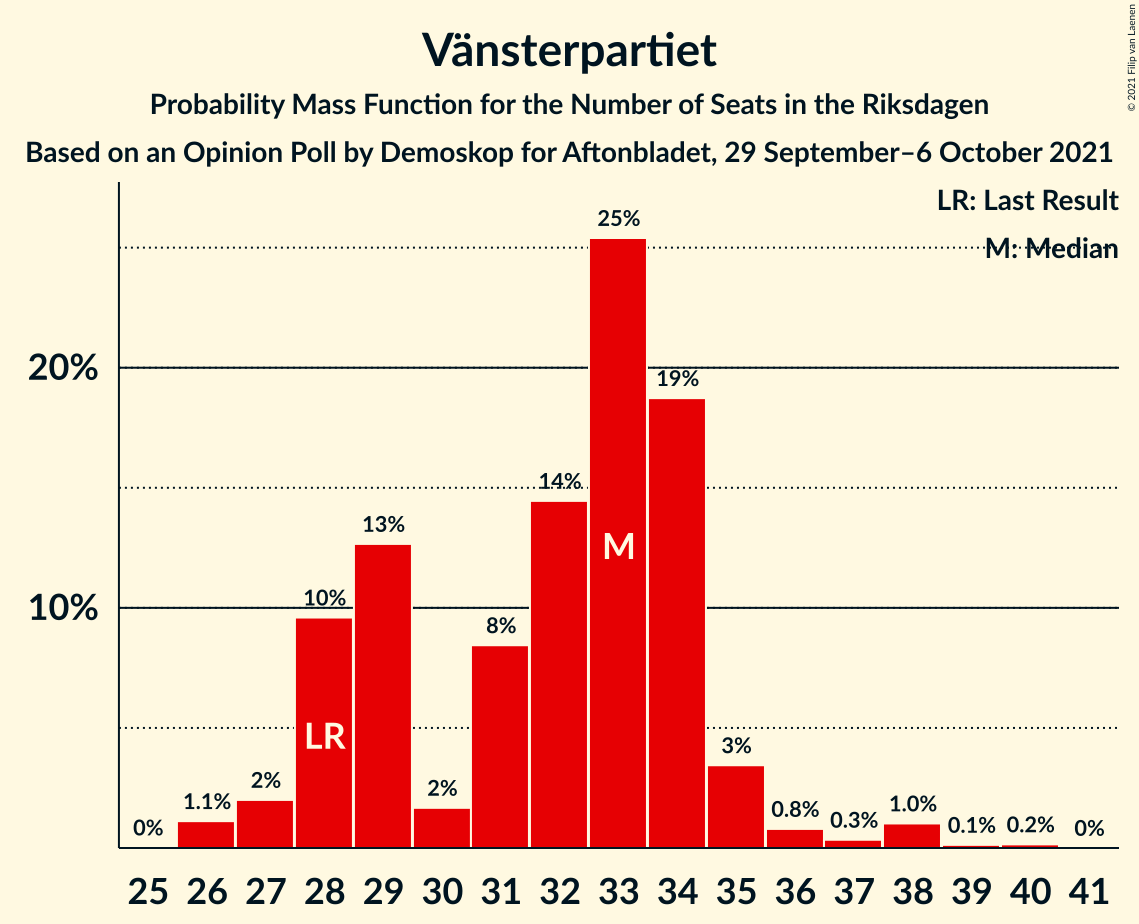 Vänsterpartiet
Probability Mass Function for the Number of Seats in the Riksdagen
Based on an Opinion Poll by Demoskop for Aftonbladet, 29 September–6 October 2021
© 2021 Filip van Laenen
LR: Last Result
M: Median
20%
10%
0%
1.1%
2%
10%
13%
2%
8%
14%
25%
19%
3%
0.8%
0.3%
1.0%
0.1%
0.2%
0%
LR
M
25 26 27 28 29 30 31 32 33 34 35 36 37 38 39 40 41